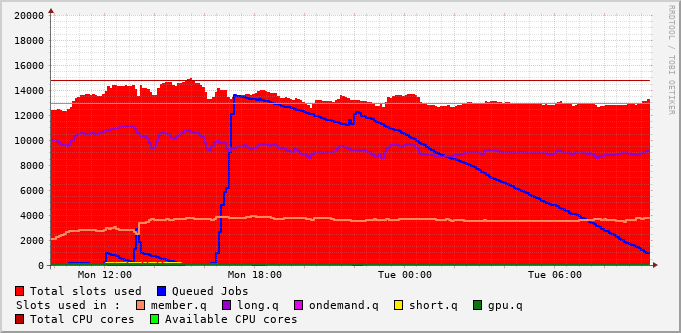 20000
18000
16000
14000
12000
10000
8000
6000
4000
2000
0
Mon 12:00 Mon 18:00 Tue 00:00 Tue 06:00
RRDTOOL / TOBI OETIKER
Total slots used Queued Jobs
Slots used in : member.q long.q ondemand.q short.q gpu.q
Total CPU cores Available CPU cores